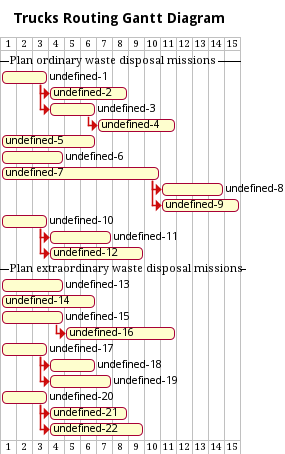 Trucks Routing Gantt Diagram
1 2 3 4 5 6 7 8 9 10 11 12 13 14 15
Plan ordinary waste disposal missions
undefined-1
undefined-2
undefined-3
undefined-4
undefined-5
undefined-6
undefined-7
undefined-8
undefined-9
undefined-10
undefined-11
undefined-12
Plan extraordinary waste disposal missions
undefined-13
undefined-14
undefined-15
undefined-16
undefined-17
undefined-18
undefined-19
undefined-20
undefined-21
undefined-22
1 2 3 4 5 6 7 8 9 10 11 12 13 14 15